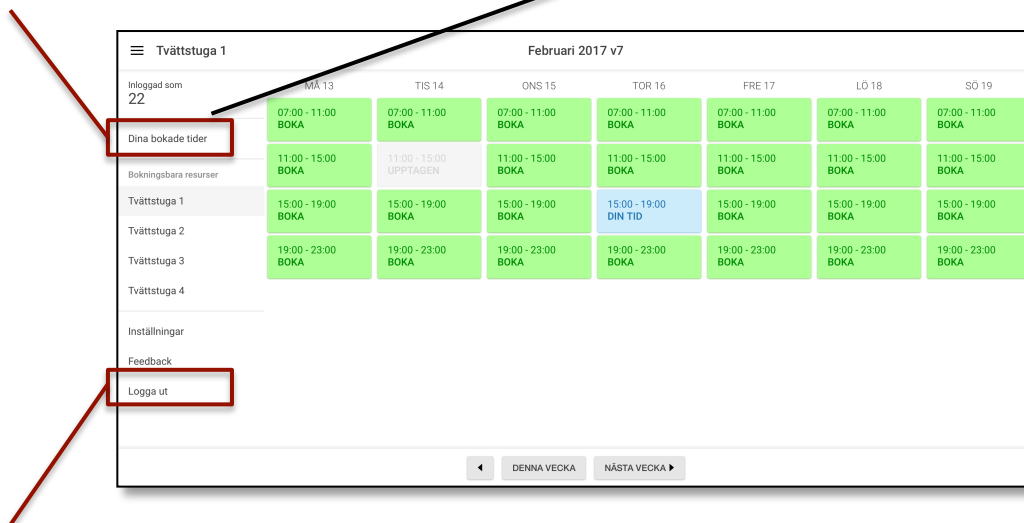 Tvättstuga 1
Februari 2017 v7
Inloggad som
22
Dina bokade tider
Bokningsbara resurser
Tvättstuga 1
Tvättstuga 2
Tvättstuga 3
Tvättstuga 4
Inställningar
Feedback
Logga ut
MÅ 13 TIS 14 ONS 15 TOR 16 FRE 17 LÖ 18 SÖ 19
07:00 - 11:00 07:00 - 11:00 07:00 - 11:00 07:00 - 11:00 07:00 - 11:00 07:00 - 11:00 07:00 - 11:00
BOKA BOKA BOKA BOKA BOKA BOKA BOKA
11:00 - 15:00 11:00 - 15:00 11:00 - 15:00 11:00 - 15:00 11:00 - 15:00 11:00 - 15:00 11:00 - 15:00
BOKA UPPTAGEN BOKA BOKA BOKA BOKA BOKA
15:00 - 19:00 15:00 - 19:00 15:00 - 19:00 15:00 - 19:00 15:00 - 19:00 15:00 - 19:00 15:00 - 19:00
BOKA BOKA BOKA DIN TID BOKA BOKA BOKA
19:00 - 23:00 19:00 - 23:00 19:00 - 23:00 19:00 - 23:00 19:00 - 23:00 19:00 - 23:00 19:00 - 23:00
BOKA BOKA BOKA BOKA BOKA BOKA BOKA
DENNA VECKA NÄSTA VECKA